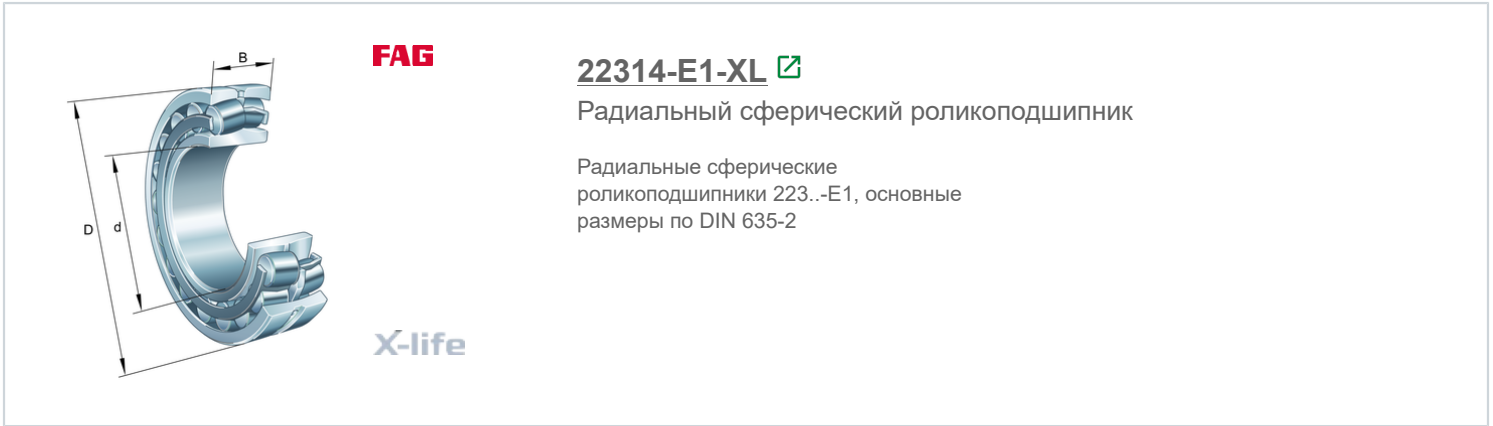 B
FAG
D
d
X-life
22314-E1-XL
Радиальный сферический роликоподшипник
Радиальные сферические
роликоподшипники 223..-E1, основные
размеры по DIN 635-2